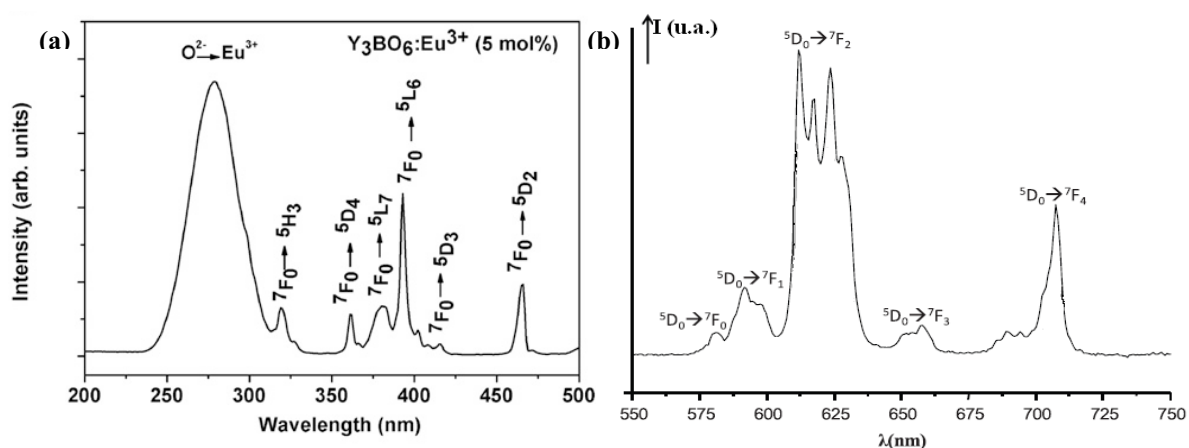 (a)
Y₃BO₆:Eu³⁺ (5 mol%)
O²⁻→Eu³⁺
⁷F₀→⁵H₃
⁷F₀→⁵D₄
⁷F₀→⁵L₇
⁷F₀→⁵L₆
⁷F₀→⁵D₃
⁷F₀→⁵D₂
Intensity (arb. units)
200 250 300 350 400 450 500
Wavelength (nm)
(b)
I (u.a.)
⁵D₀→⁷F₂
⁵D₀→⁷F₄
⁵D₀→⁷F₁
⁵D₀→⁷F₀
⁵D₀→⁷F₃
550 575 600 625 650 675 700 725 750
λ(nm)